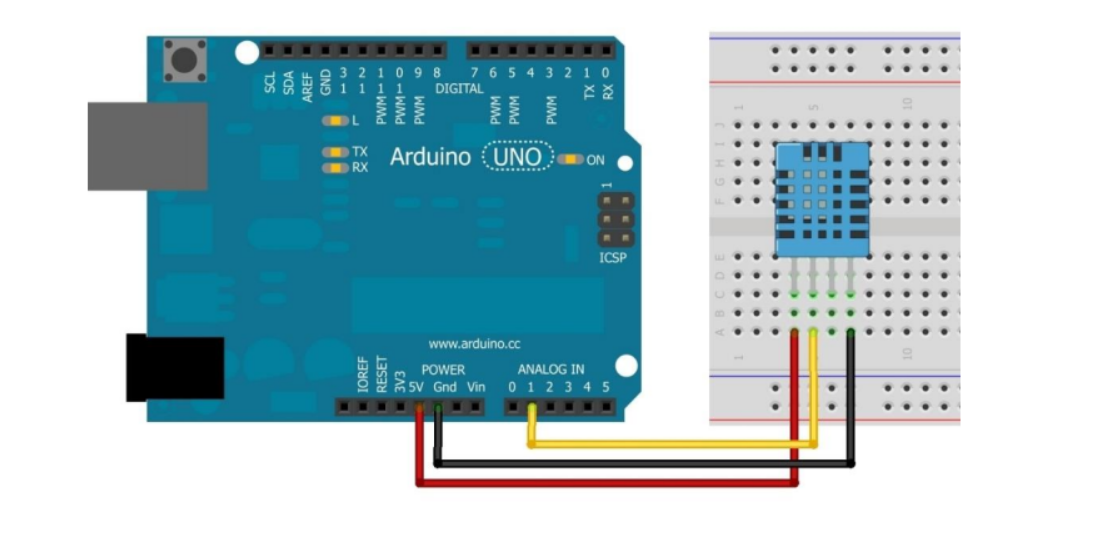 SCL SDA AREF GND 13 12 PWM 11 PWM 10 PWM 9 8 7 PWM 6 PWM 5 4 PWM 3 2 TX 1 RX 0
DIGITAL
L
TX
RX
Arduino UNO
ON
1
ICSP
www.arduino.cc
POWER
ANALOG IN
IOREF RESET 3V3 5V Gnd Vin 0 1 2 3 4 5
1 5 10
J
I
H
G
F
E
D
C
B
A
1 10